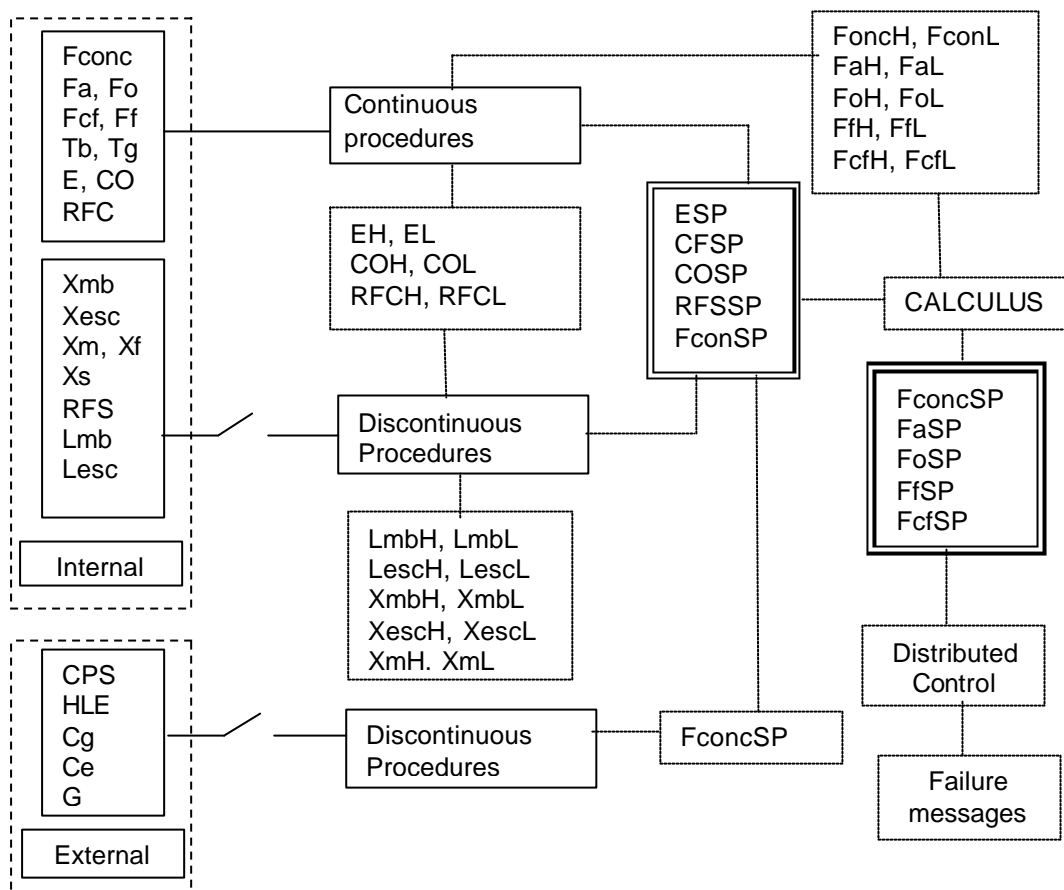 Fconc
Fa, Fo
Fcf, Ff
Tb, Tg
E, CO
RFC
Xmb
Xesc
Xm, Xf
Xs
RFS
Lmb
Lesc
Internal
CPS
HLE
Cg
Ce
G
External
Continuous
procedures
EH, EL
COH, COL
RFCH, RFCL
Discontinuous
Procedures
LmbH, LmbL
LescH, LescL
XmbH, XmbL
XescH, XescL
XmH. XmL
Discontinuous
Procedures
ESP
CFSP
COSP
RFSSP
FconSP
FconcSP
FoncH, FconL
FaH, FaL
FoH, FoL
FfH, FfL
FcfH, FcfL
CALCULUS
FconcSP
FaSP
FoSP
FfSP
FcfSP
Distributed
Control
Failure
messages